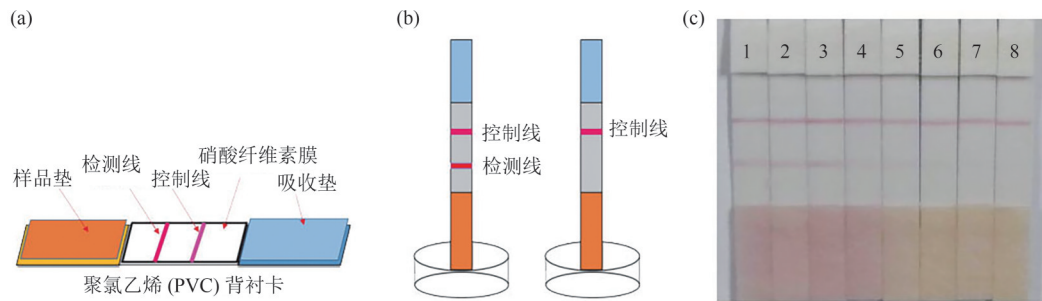 (a)
样品垫
检测线
控制线
硝酸纤维素膜
吸收垫
聚氯乙烯 (PVC) 背衬卡
(b)
控制线
检测线
控制线
(c)
1 2 3 4 5 6 7 8